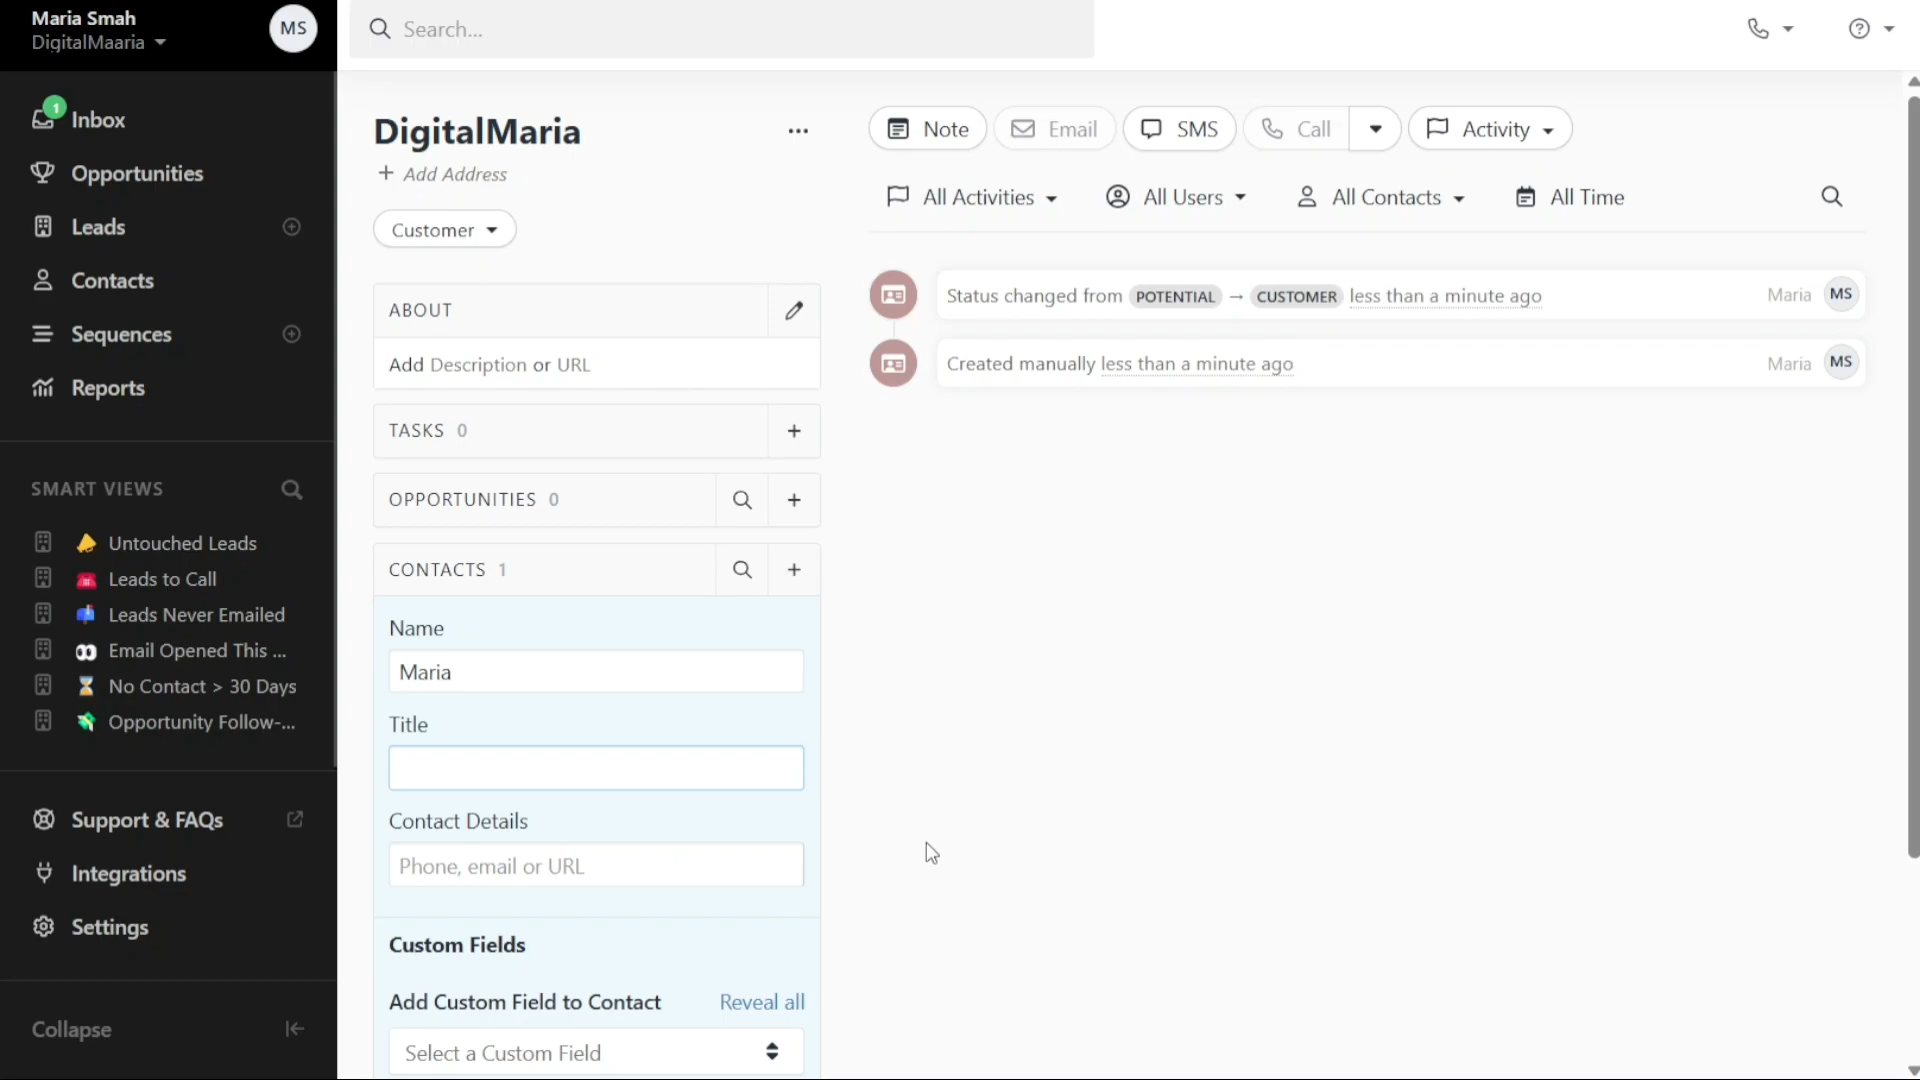 Maria Smah
DigitalMaaria
MS
Search...
1
Inbox
Opportunities
Leads
Contacts
Sequences
Reports
SMART VIEWS
Untouched Leads
Leads to Call
Leads Never Emailed
Email Opened This ...
No Contact > 30 Days
Opportunity Follow-...
Support & FAQs
Integrations
Settings
Collapse
DigitalMaria
+ Add Address
Customer
ABOUT
Add Description or URL
TASKS 0
OPPORTUNITIES 0
CONTACTS 1
Name
Maria
Title
Contact Details
Phone, email or URL
Custom Fields
Add Custom Field to Contact Reveal all
Select a Custom Field
Note Email SMS Call Activity
All Activities All Users All Contacts All Time
Status changed from POTENTIAL → CUSTOMER less than a minute ago Maria MS
Created manually less than a minute ago Maria MS